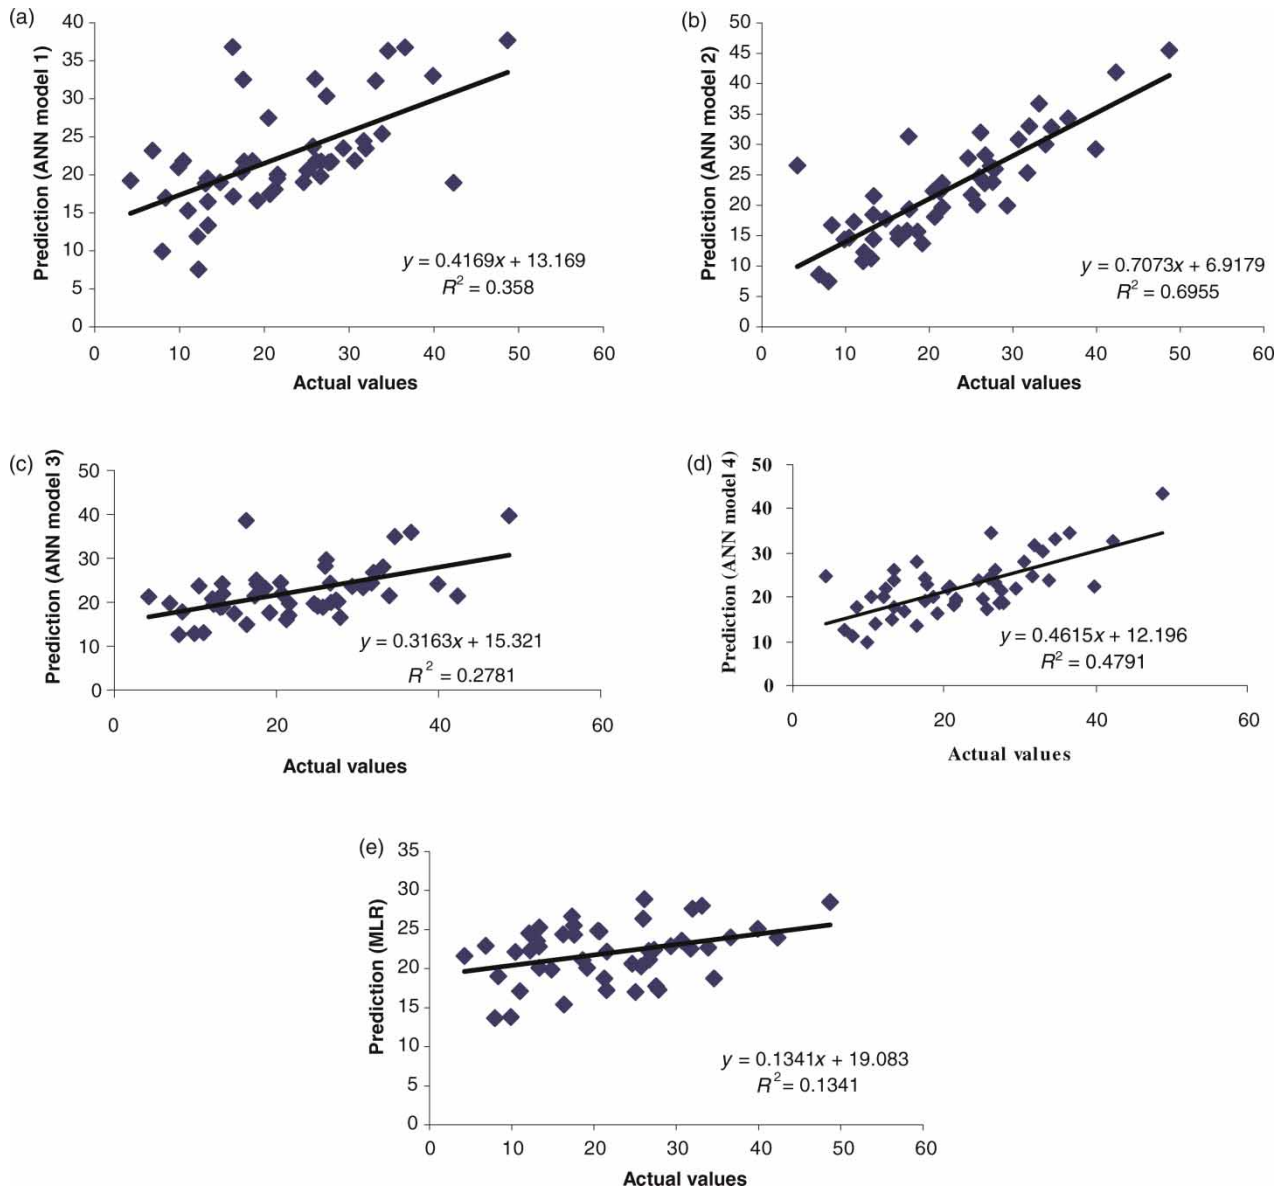 (a)
Prediction (ANN model 1)
40
35
30
25
20
15
10
5
0
0 10 20 30 40 50 60
Actual values
y = 0.4169x + 13.169
R² = 0.358
(b)
Prediction (ANN model 2)
50
45
40
35
30
25
20
15
10
5
0
0 10 20 30 40 50 60
Actual values
y = 0.7073x + 6.9179
R² = 0.6955
(c)
Prediction (ANN model 3)
50
40
30
20
10
0
0 20 40 60
Actual values
y = 0.3163x + 15.321
R² = 0.2781
(d)
Prediction (ANN model 4)
50
40
30
20
10
0
0 20 40 60
Actual values
y = 0.4615x + 12.196
R² = 0.4791
(e)
Prediction (MLR)
35
30
25
20
15
10
5
0
0 10 20 30 40 50 60
Actual values
y = 0.1341x + 19.083
R² = 0.1341